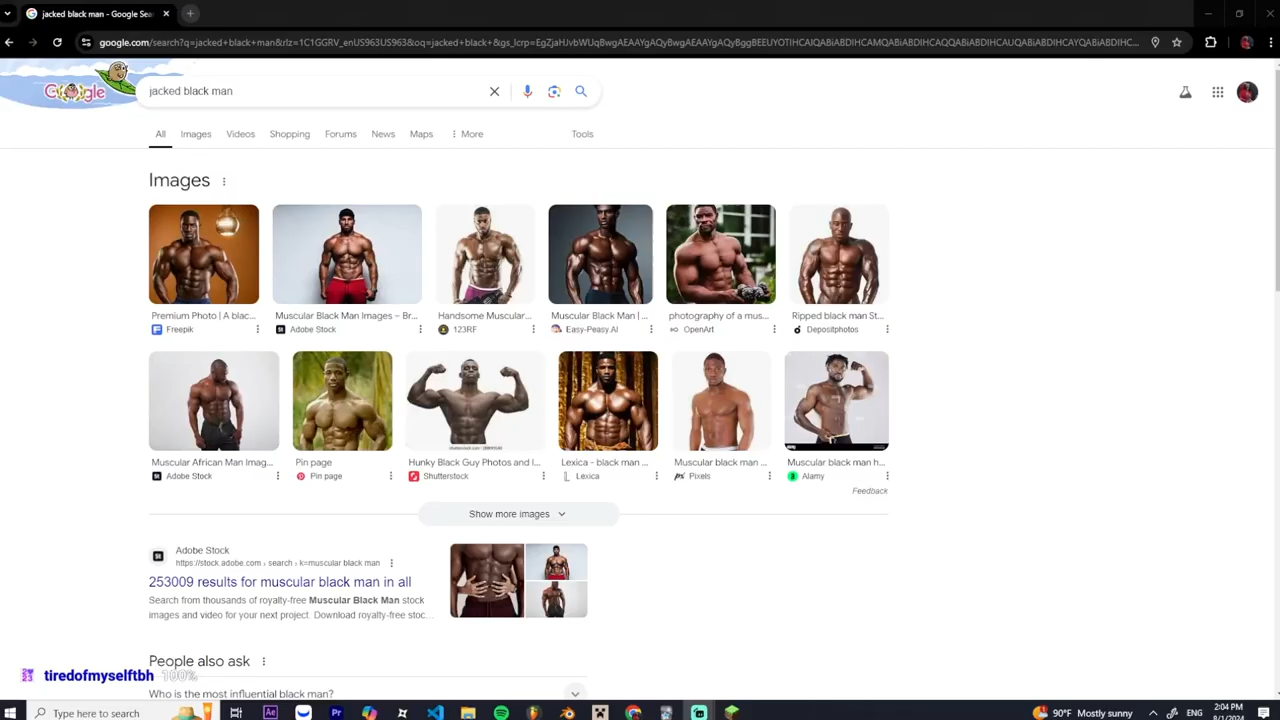 jacked black man - Google Sea
google.com/search?q=jacked+black+man&rlz=1C1GGRV_enUS963US963&oq=jacked+black+&gs_lcrp=EgZjaHJvbWUqBwgAEAAYgAQyBwgAEAAYgAQyBggBEEUYOTIHCAIQABiABDIHCAMQABiABDIHCAQQABiABDIHCAUQABiABDIHCAYQABiABDIHC...
Google
jacked black man
All Images Videos Shopping Forums News Maps More Tools
Images
Premium Photo | A blac... Muscular Black Man Images – Br... Handsome Muscular... Muscular Black Man | ... photography of a mus... Ripped black man St...
Freepik Adobe Stock 123RF Easy-Peasy AI OpenArt Depositphotos
Muscular African Man Imag... Pin page Hunky Black Guy Photos and I... Lexica - black man ... Muscular black man ... Muscular black man h...
Adobe Stock Pin page Shutterstock Lexica Pixels Alamy
Feedback
Show more images
Adobe Stock
https://stock.adobe.com › search › k=muscular black man
253009 results for muscular black man in all
Search from thousands of royalty-free Muscular Black Man stock
images and video for your next project. Download royalty-free stoc...
People also ask
tiredofmyselftbh 100%
Who is the most influential black man?
Type here to search
90°F Mostly sunny
ENG
2:04 PM
8/1/2024